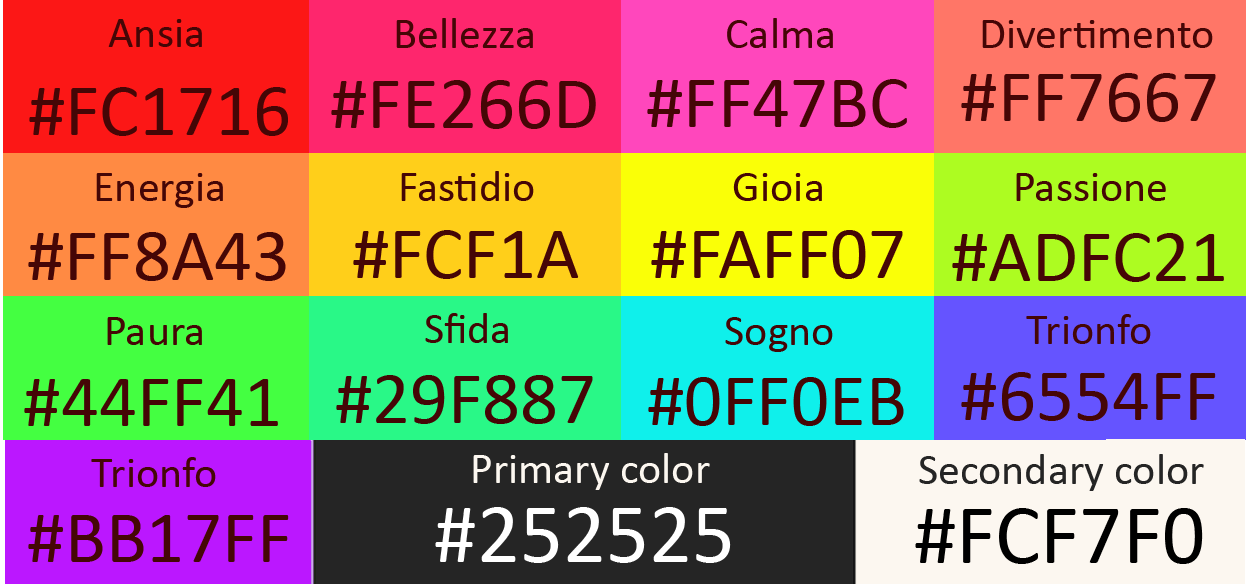 Ansia
#FC1716
Bellezza
#FE266D
Calma
#FF47BC
Divertimento
#FF7667
Energia
#FF8A43
Fastidio
#FCF1A
Gioia
#FAFF07
Passione
#ADFC21
Paura
#44FF41
Sfida
#29F887
Sogno
#0FF0EB
Trionfo
#6554FF
Trionfo
#BB17FF
Primary color
#252525
Secondary color
#FCF7F0